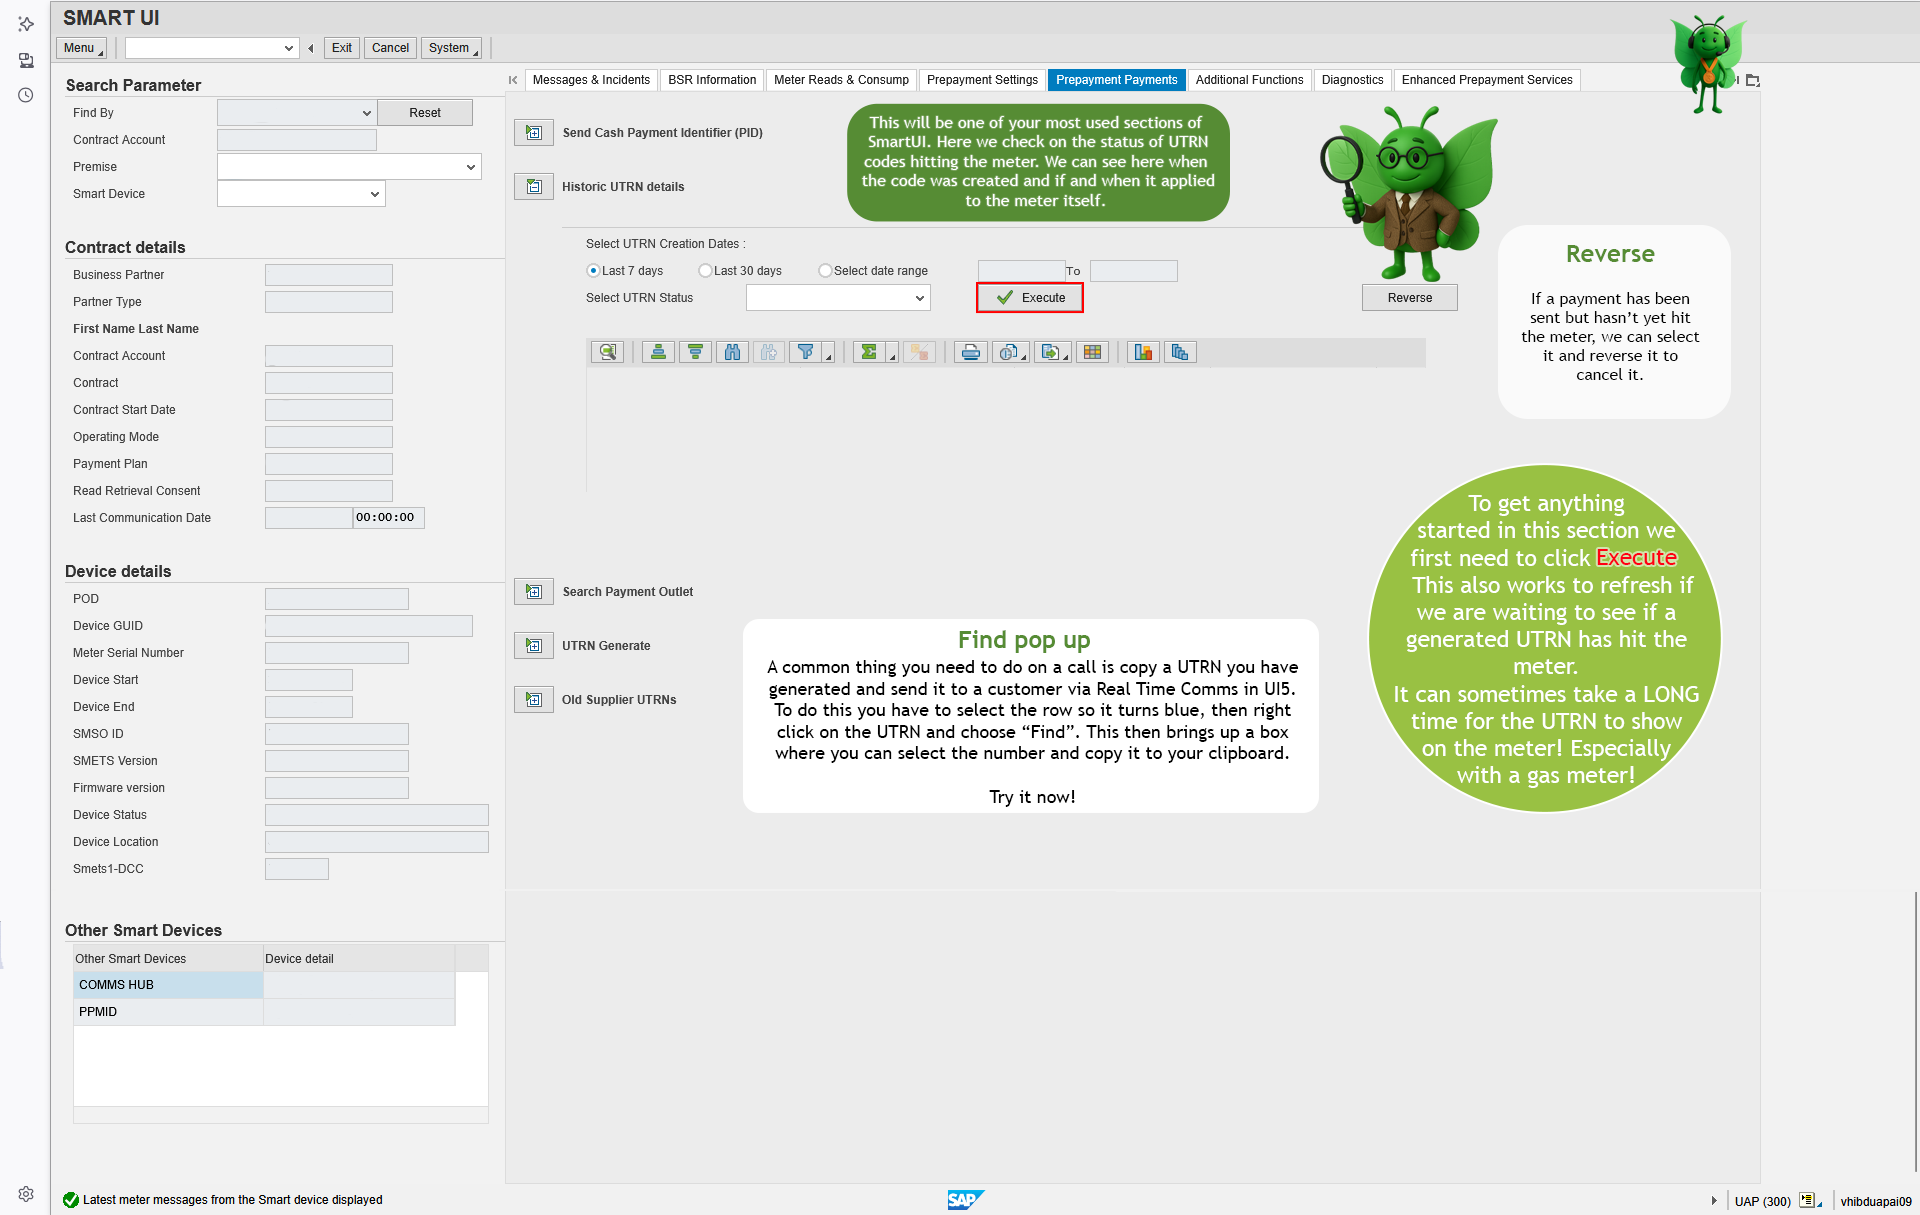 SMART UI
Menu
Exit
Cancel
System
Search Parameter
Find By
Reset
Contract Account
Premise
Smart Device
Contract details
Business Partner
Partner Type
First Name Last Name
Contract Account
Contract
Contract Start Date
Operating Mode
Payment Plan
Read Retrieval Consent
Last Communication Date
00:00:00
Device details
POD
Device GUID
Meter Serial Number
Device Start
Device End
SMSO ID
SMETS Version
Firmware version
Device Status
Device Location
Smets1-DCC
Other Smart Devices
Other Smart Devices
Device detail
COMMS HUB
PPMID
Messages & Incidents
BSR Information
Meter Reads & Consump
Prepayment Settings
Prepayment Payments
Additional Functions
Diagnostics
Enhanced Prepayment Services
Send Cash Payment Identifier (PID)
This will be one of your most used sections of
SmartUI. Here we check on the status of UTRN
codes hitting the meter. We can see here when
the code was created and if and when it applied
to the meter itself.
Historic UTRN details
Select UTRN Creation Dates :
Last 7 days
Last 30 days
Select date range
To
Select UTRN Status
Execute
Reverse
Reverse
If a payment has been
sent but hasn't yet hit
the meter, we can select
it and reverse it to
cancel it.
To get anything
started in this section we
first need to click Execute
This also works to refresh if
we are waiting to see if a
generated UTRN has hit the
meter.
It can sometimes take a LONG
time for the UTRN to show
on the meter! Especially
with a gas meter!
Search Payment Outlet
UTRN Generate
Old Supplier UTRNs
Find pop up
A common thing you need to do on a call is copy a UTRN you have
generated and send it to a customer via Real Time Comms in UI5.
To do this you have to select the row so it turns blue, then right
click on the UTRN and choose “Find”. This then brings up a box
where you can select the number and copy it to your clipboard.
Try it now!
Latest meter messages from the Smart device displayed
SAP
UAP (300)
vhibduapai09